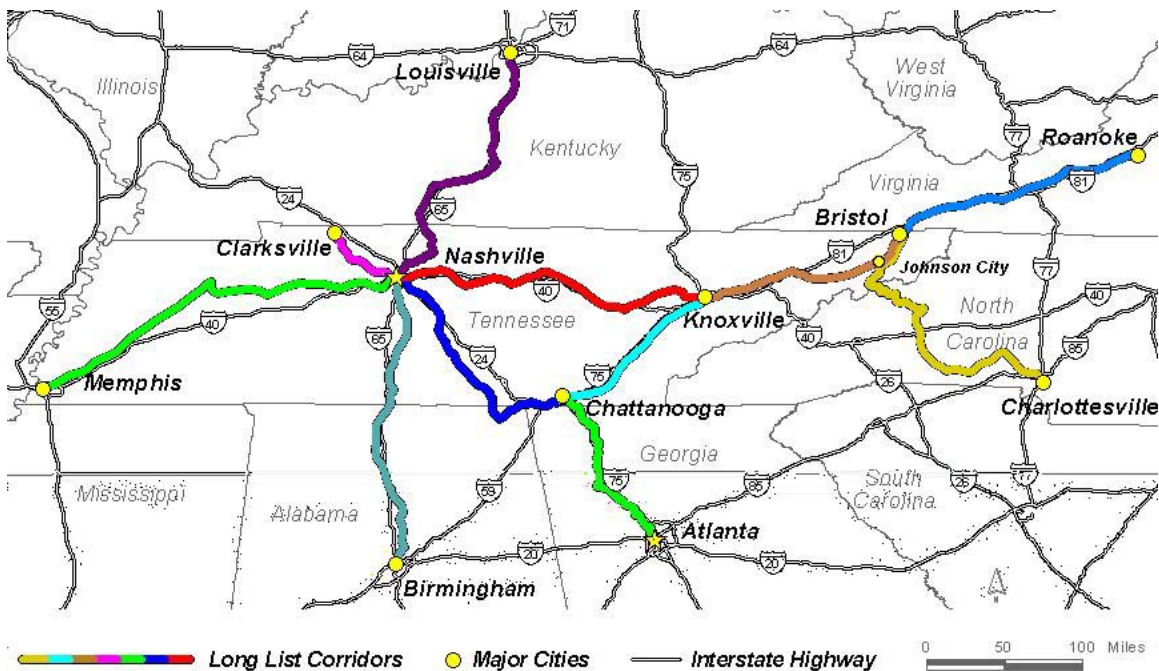 71
64
64
Louisville
Illinois
West
Virginia
77
Roanoke
Kentucky
75
81
24
65
Virginia
Bristol
Clarksville
Nashville
81
Johnson City
77
55
40
40
Tennessee
Knoxville
40
North
Carolina
40
65
24
75
85
Memphis
26
Chattanooga
Charlottesville
Georgia
75
85
26
77
Mississippi
Alabama
59
South
Carolina
Atlanta
20
20
Birmingham
N
Long List Corridors
Major Cities
Interstate Highway
0 50 100 Miles